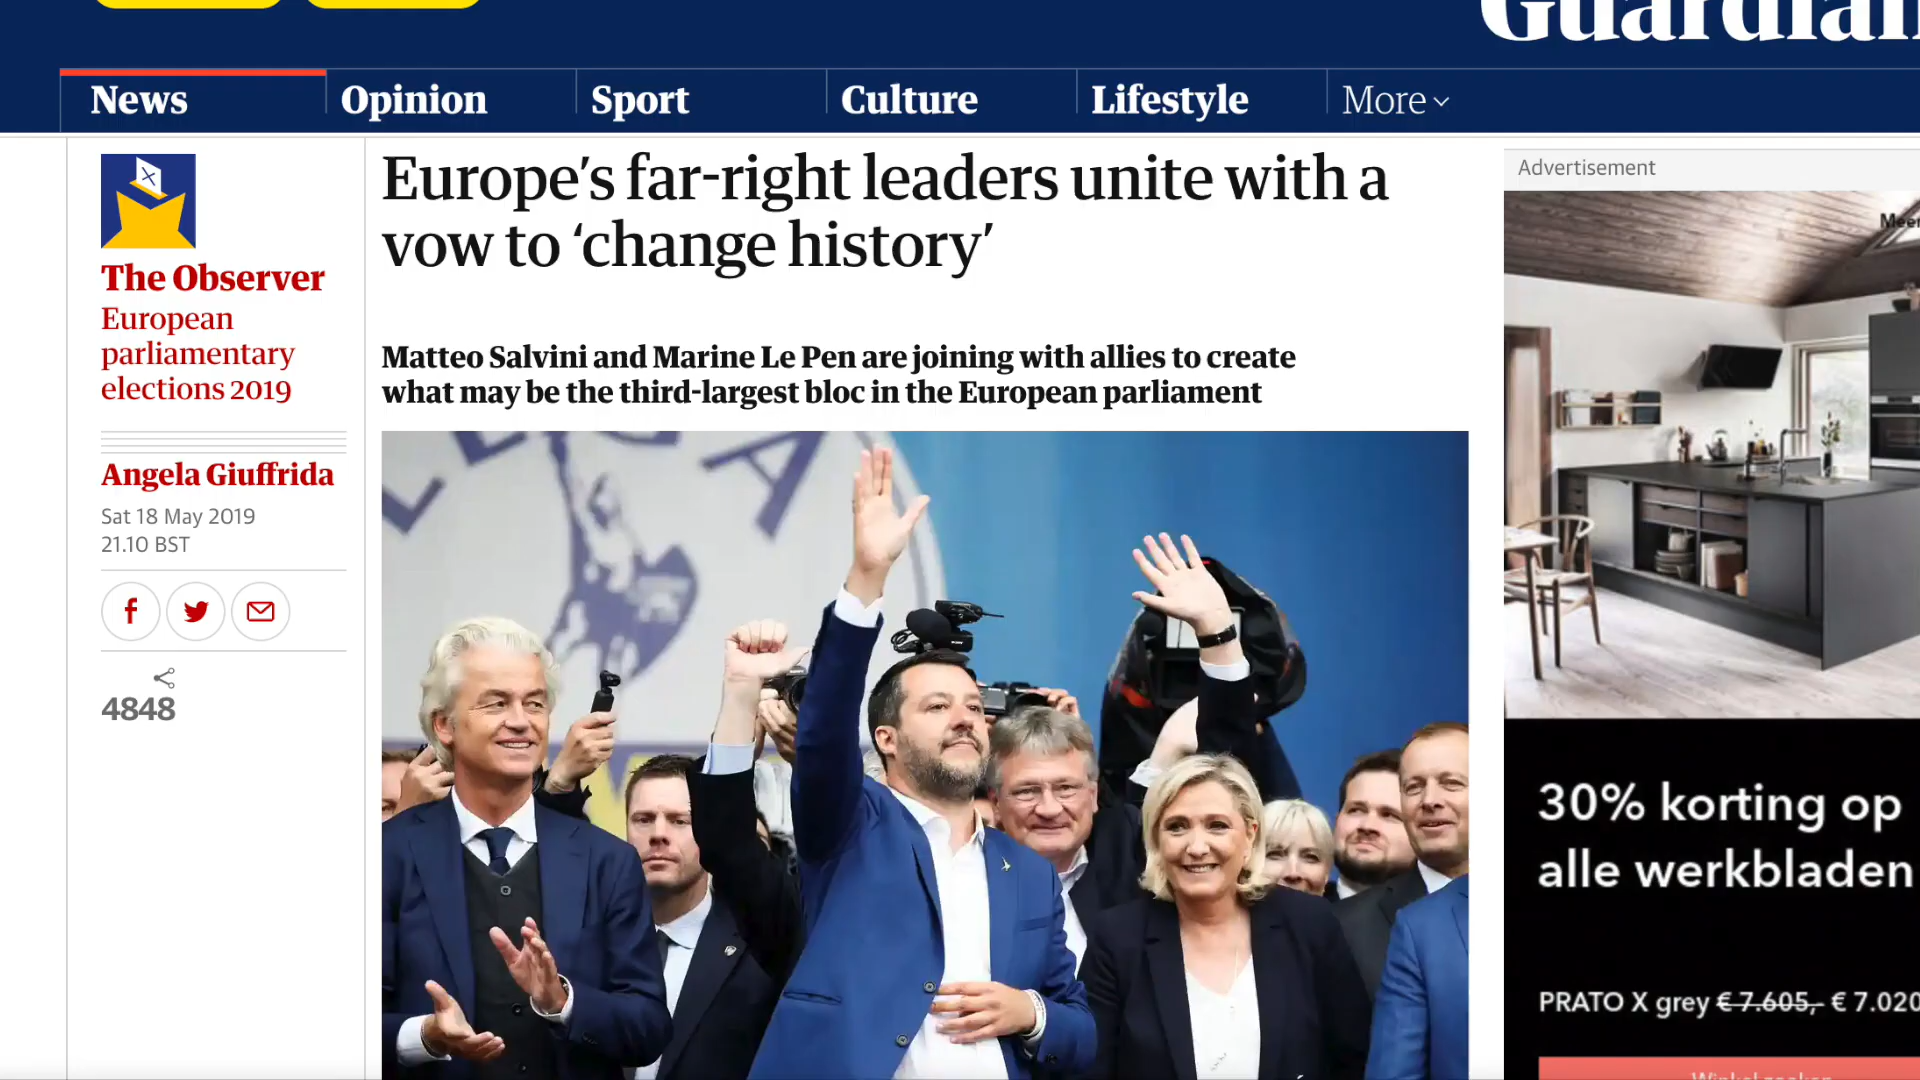 Guardian
News
Opinion
Sport
Culture
Lifestyle
More
The Observer
European
parliamentary
elections 2019
Angela Giuffrida
Sat 18 May 2019
21.10 BST
4848
Europe’s far-right leaders unite with a
vow to ‘change history’
Matteo Salvini and Marine Le Pen are joining with allies to create
what may be the third-largest bloc in the European parliament
LEGA
Advertisement
30% korting op
alle werkbladen
PRATO X grey € 7.605,- € 7.020